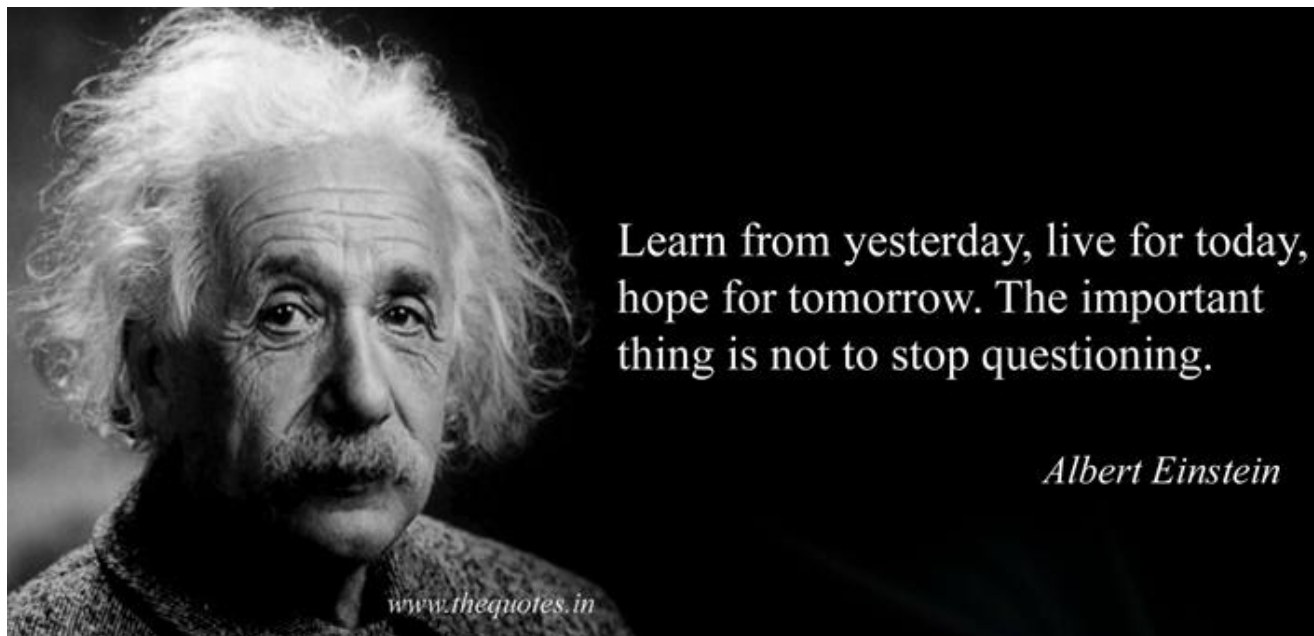 Learn from yesterday, live for today,
hope for tomorrow. The important
thing is not to stop questioning.
Albert Einstein
www.thequotes.in